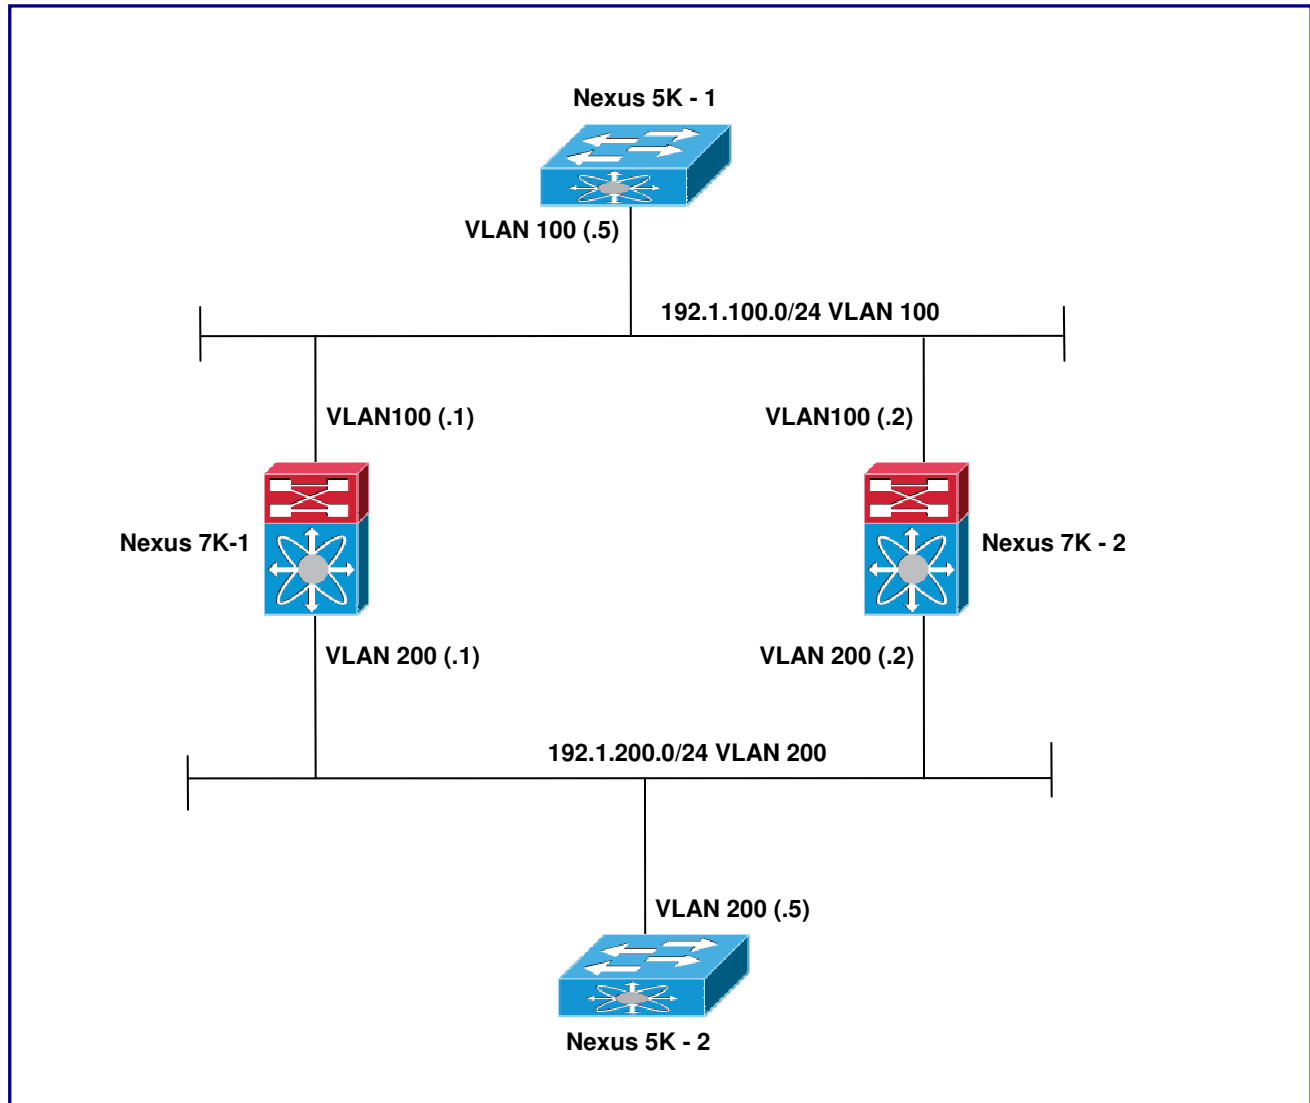 Nexus 5K - 1
VLAN 100 (.5)
192.1.100.0/24 VLAN 100
VLAN100 (.1)
VLAN100 (.2)
Nexus 7K-1
Nexus 7K - 2
VLAN 200 (.1)
VLAN 200 (.2)
192.1.200.0/24 VLAN 200
VLAN 200 (.5)
Nexus 5K - 2